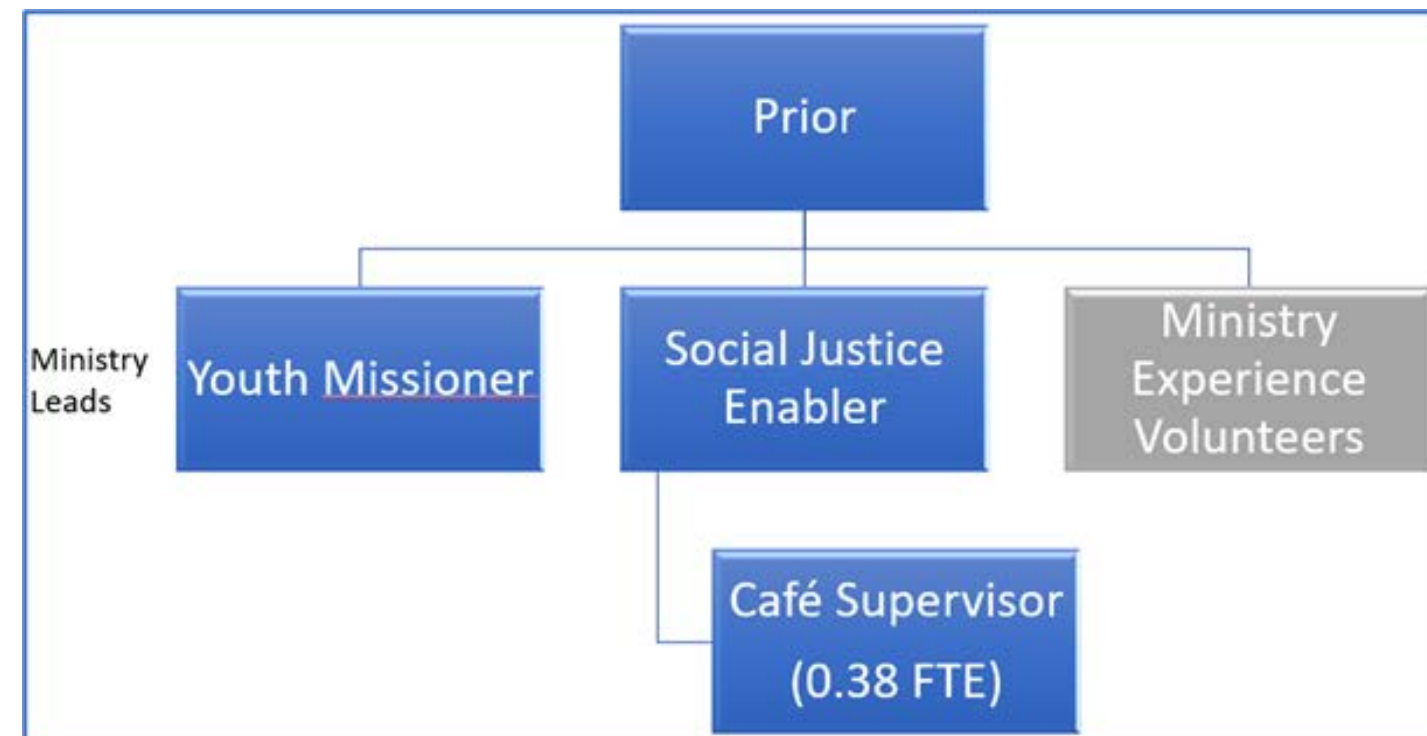 Prior
Ministry
Leads
Youth Missioner
Social Justice
Enabler
Ministry
Experience
Volunteers
Café Supervisor
(0.38 FTE)